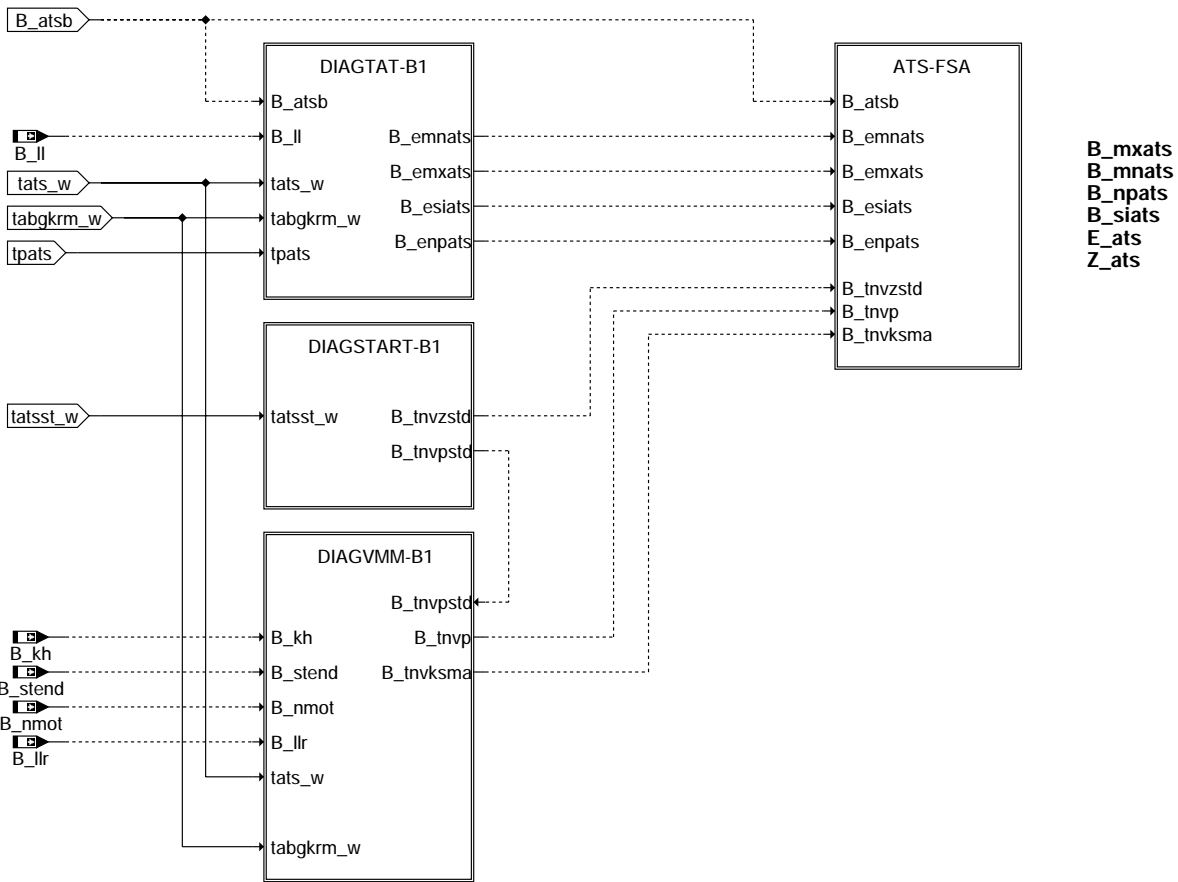 B_atsb
B_ll
tats_w
tabgkrm_w
tpats
DIAGTAT-B1
B_atsb
B_ll
tats_w
tabgkrm_w
tpats
B_emnats
B_emxats
B_esiats
B_enpats
ATS-FSA
B_atsb
B_emnats
B_emxats
B_esiats
B_enpats
B_tnvzstd
B_tnvp
B_tnvksma
B_mxats
B_mnats
B_npats
B_siats
E_ats
Z_ats
tatsst_w
DIAGSTART-B1
tatsst_w
B_tnvzstd
B_tnvpstd
B_kh
B_stend
B_nmot
B_llr
DIAGVMM-B1
B_tnvpstd
B_kh
B_tnvp
B_stend
B_tnvksma
B_nmot
B_llr
tats_w
tabgkrm_w